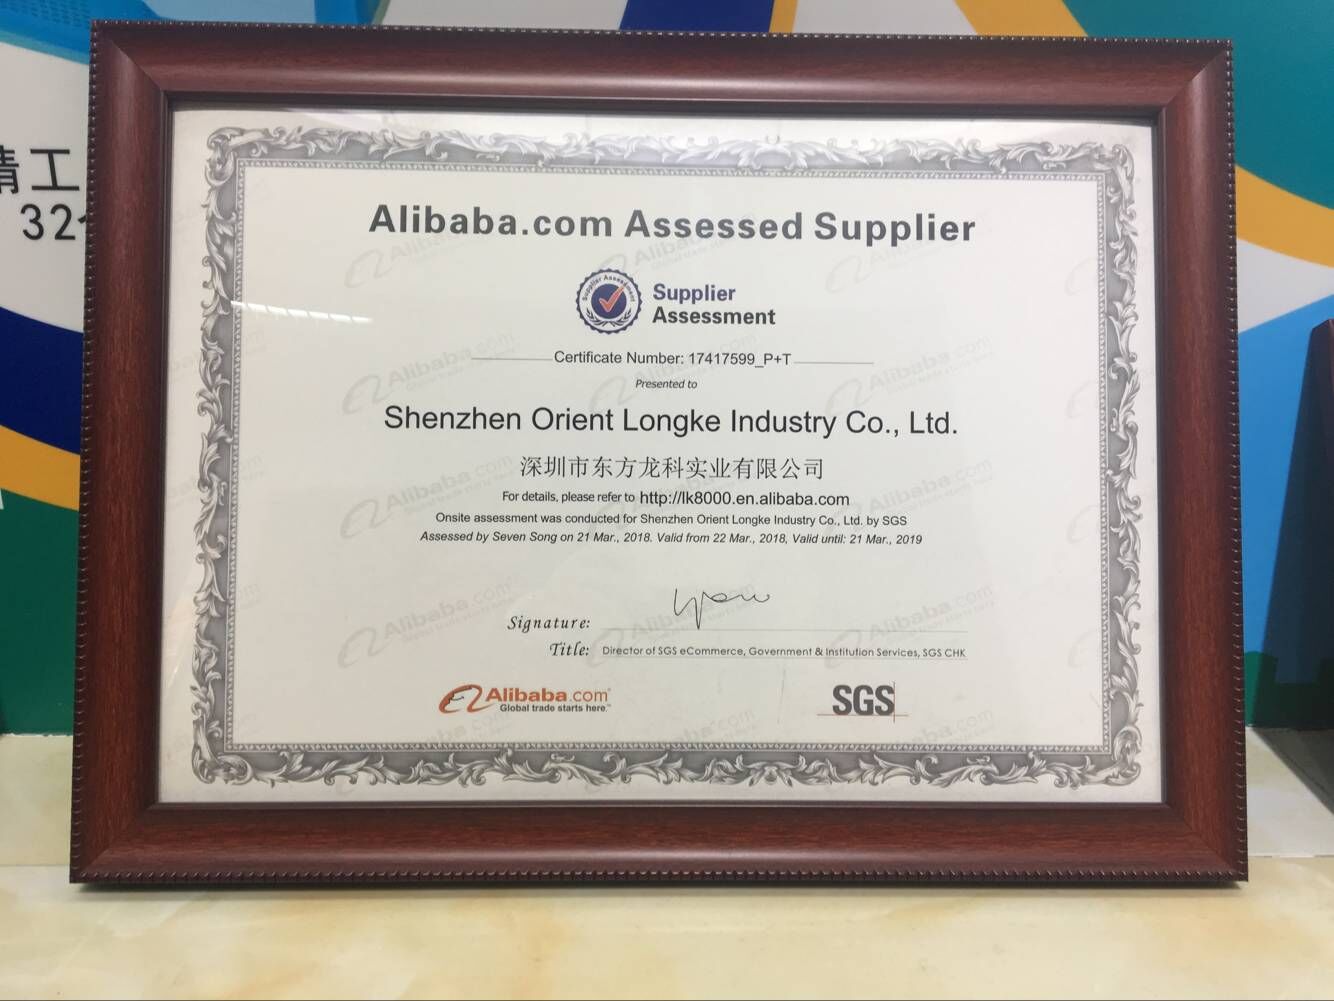 精工
32
Alibaba.com Assessed Supplier
Supplier Assessment
Supplier
Assessment
Certificate Number: 17417599_P+T
Presented to
Shenzhen Orient Longke Industry Co., Ltd.
深圳市东方龙科实业有限公司
For details, please refer to http://lk8000.en.alibaba.com
Onsite assessment was conducted for Shenzhen Orient Longke Industry Co., Ltd. by SGS
Assessed by Seven Song on 21 Mar., 2018. Valid from 22 Mar., 2018, Valid until: 21 Mar., 2019
Signature:
Title: Director of SGS eCommerce, Government & Institution Services, SGS CHK
Alibaba.com®
Global trade starts here.™
SGS